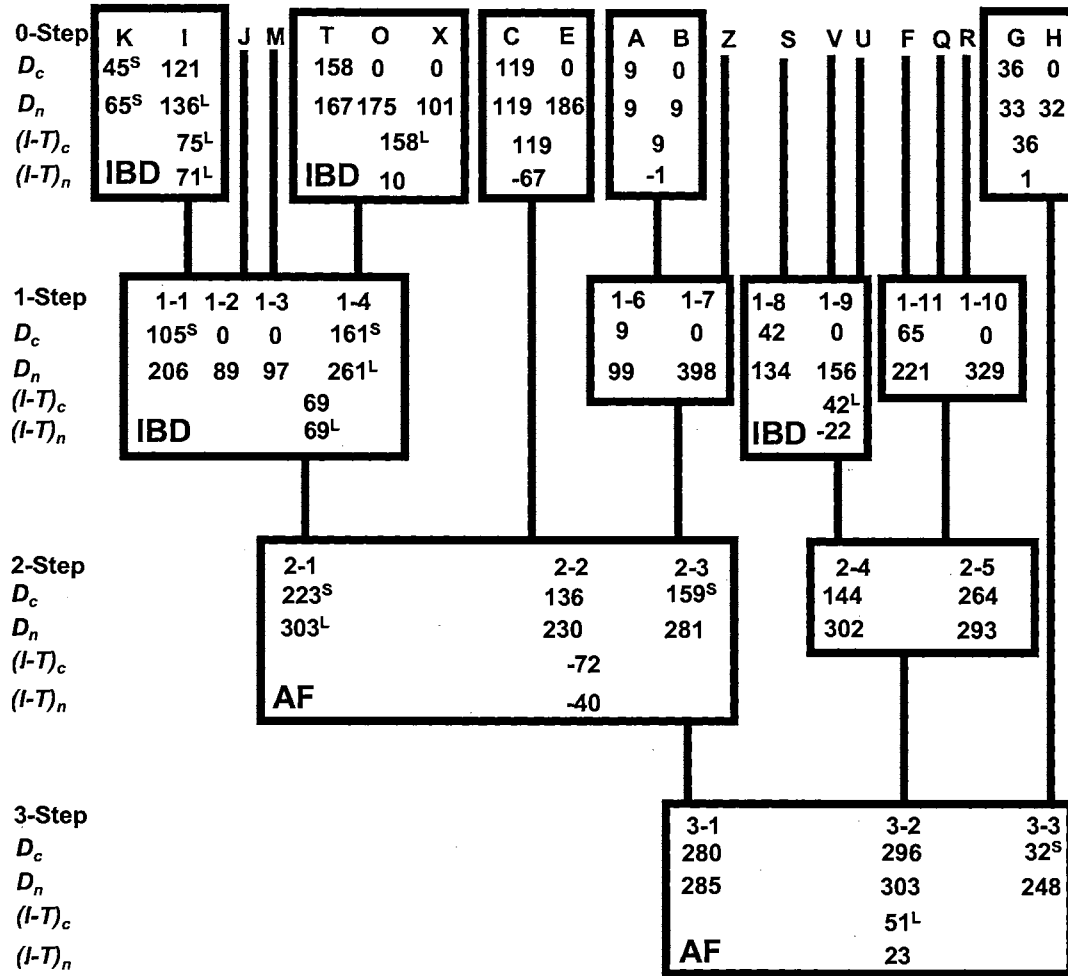 0-Step K I J M T O X C E A B Z S V U F Q R G H
Dc 45S 121 158 0 0 119 0 9 0 36 0
Dn 65S 136L 167 175 101 119 186 9 9 33 32
(I-T)c 75L 158L 119 9 36
(I-T)n IBD 71L IBD 10 -67 -1 1
1-Step 1-1 1-2 1-3 1-4 1-6 1-7 1-8 1-9 1-11 1-10
Dc 105S 0 0 161S 9 0 42 0 65 0
Dn 206 89 97 261L 99 398 134 156 221 329
(I-T)c 69 42L
(I-T)n IBD 69L IBD -22
2-Step 2-1 2-2 2-3 2-4 2-5
Dc 223S 136 159S 144 264
Dn 303L 230 281 302 293
(I-T)c -72
(I-T)n AF -40
3-Step 3-1 3-2 3-3
Dc 280 296 32S
Dn 285 303 248
(I-T)c 51L
(I-T)n AF 23